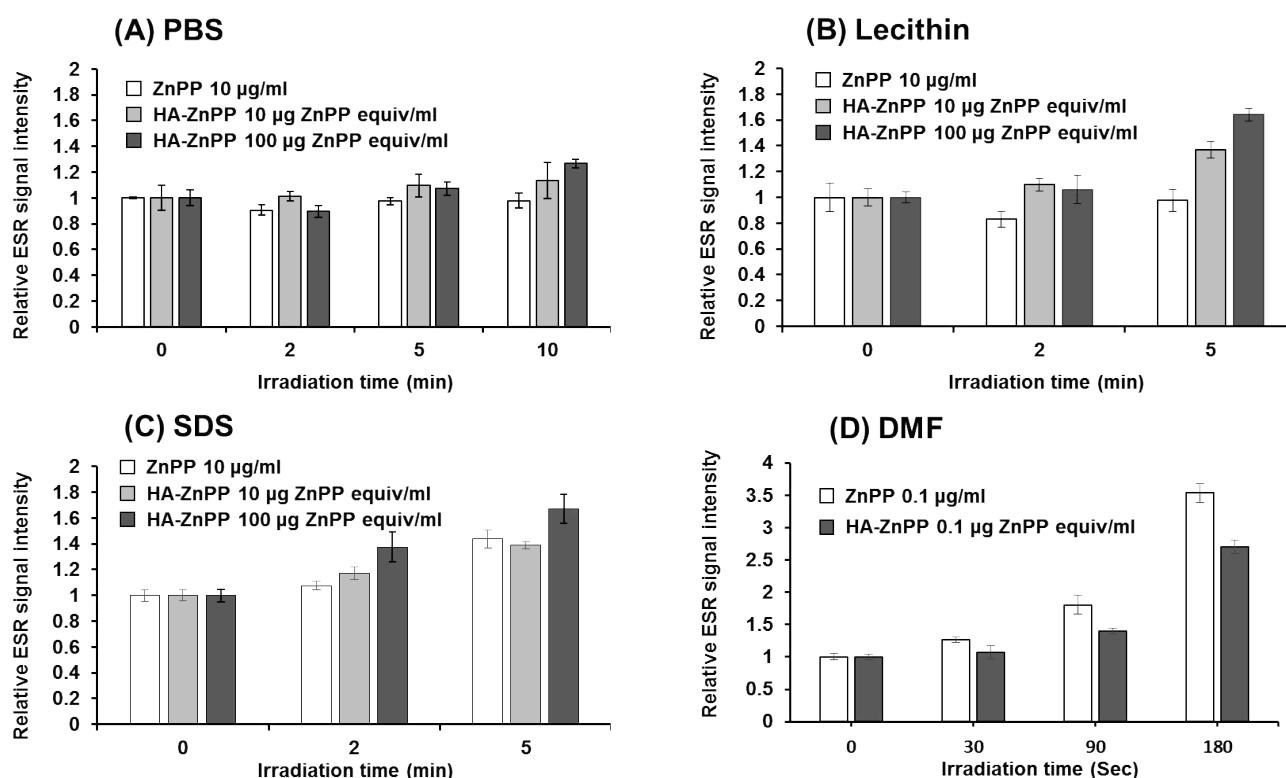 (A) PBS
Relative ESR signal intensity
2
1.8
1.6
1.4
1.2
1
0.8
0.6
0.4
0.2
0
ZnPP 10 µg/ml
HA-ZnPP 10 µg ZnPP equiv/ml
HA-ZnPP 100 µg ZnPP equiv/ml
0 2 5 10
Irradiation time (min)
(B) Lecithin
Relative ESR signal intensity
2
1.8
1.6
1.4
1.2
1
0.8
0.6
0.4
0.2
0
ZnPP 10 µg/ml
HA-ZnPP 10 µg ZnPP equiv/ml
HA-ZnPP 100 µg ZnPP equiv/ml
0 2 5
Irradiation time (min)
(C) SDS
Relative ESR signal intensity
2
1.8
1.6
1.4
1.2
1
0.8
0.6
0.4
0.2
0
ZnPP 10 µg/ml
HA-ZnPP 10 µg ZnPP equiv/ml
HA-ZnPP 100 µg ZnPP equiv/ml
0 2 5
Irradiation time (min)
(D) DMF
Relative ESR signal intensity
4
3.5
3
2.5
2
1.5
1
0.5
0
ZnPP 0.1 µg/ml
HA-ZnPP 0.1 µg ZnPP equiv/ml
0 30 90 180
Irradiation time (Sec)